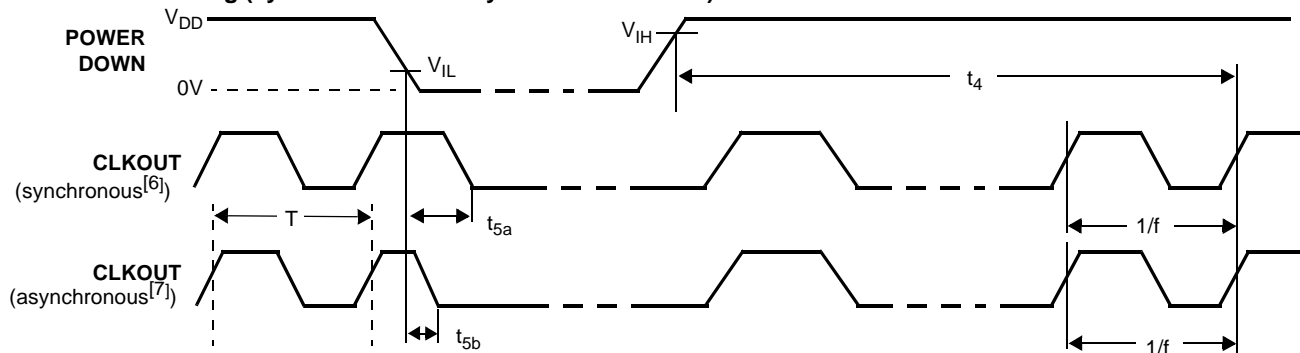 V_DD
POWER
DOWN
V_IH
V_IL
0V
t_4
CLKOUT
(synchronous[6])
T
t_5a
1/f
CLKOUT
(asynchronous[7])
t_5b
1/f